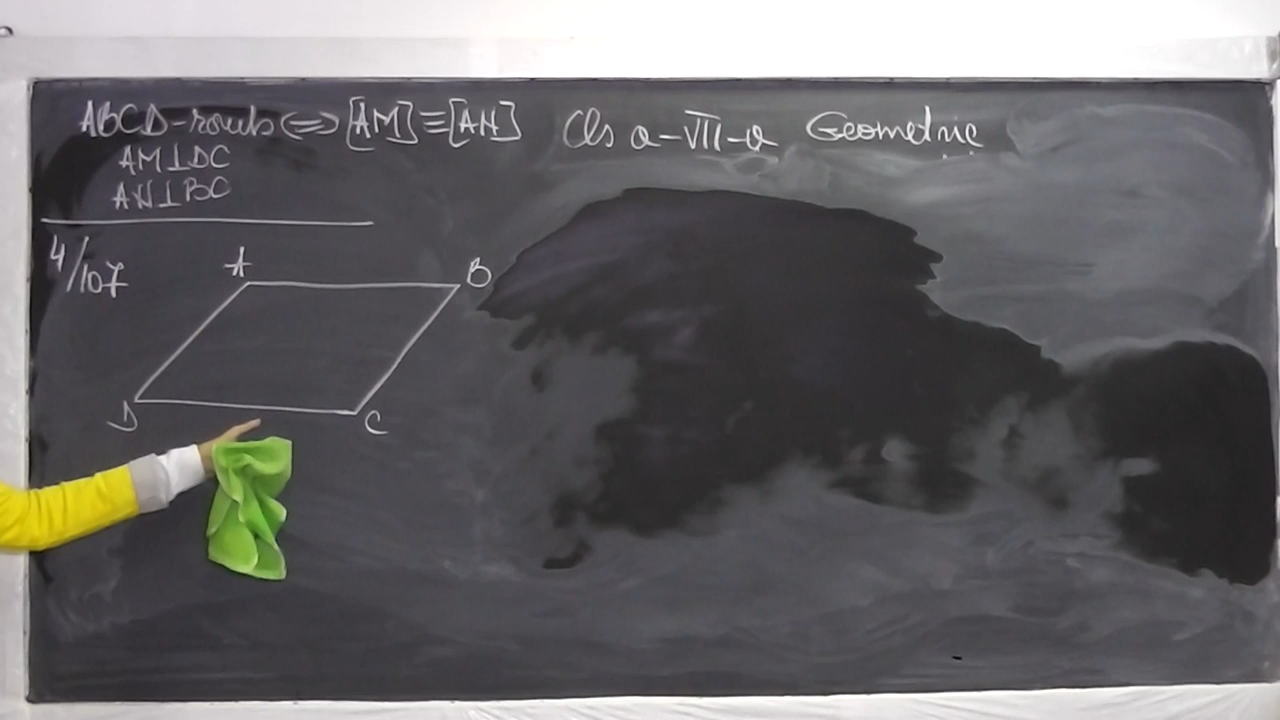 ABCD-romb ⇔ [AM] ≡ [AN] Cls a-VII-a Geometrie
AM⊥DC
AN⊥BC
4/107
A
B
D
C